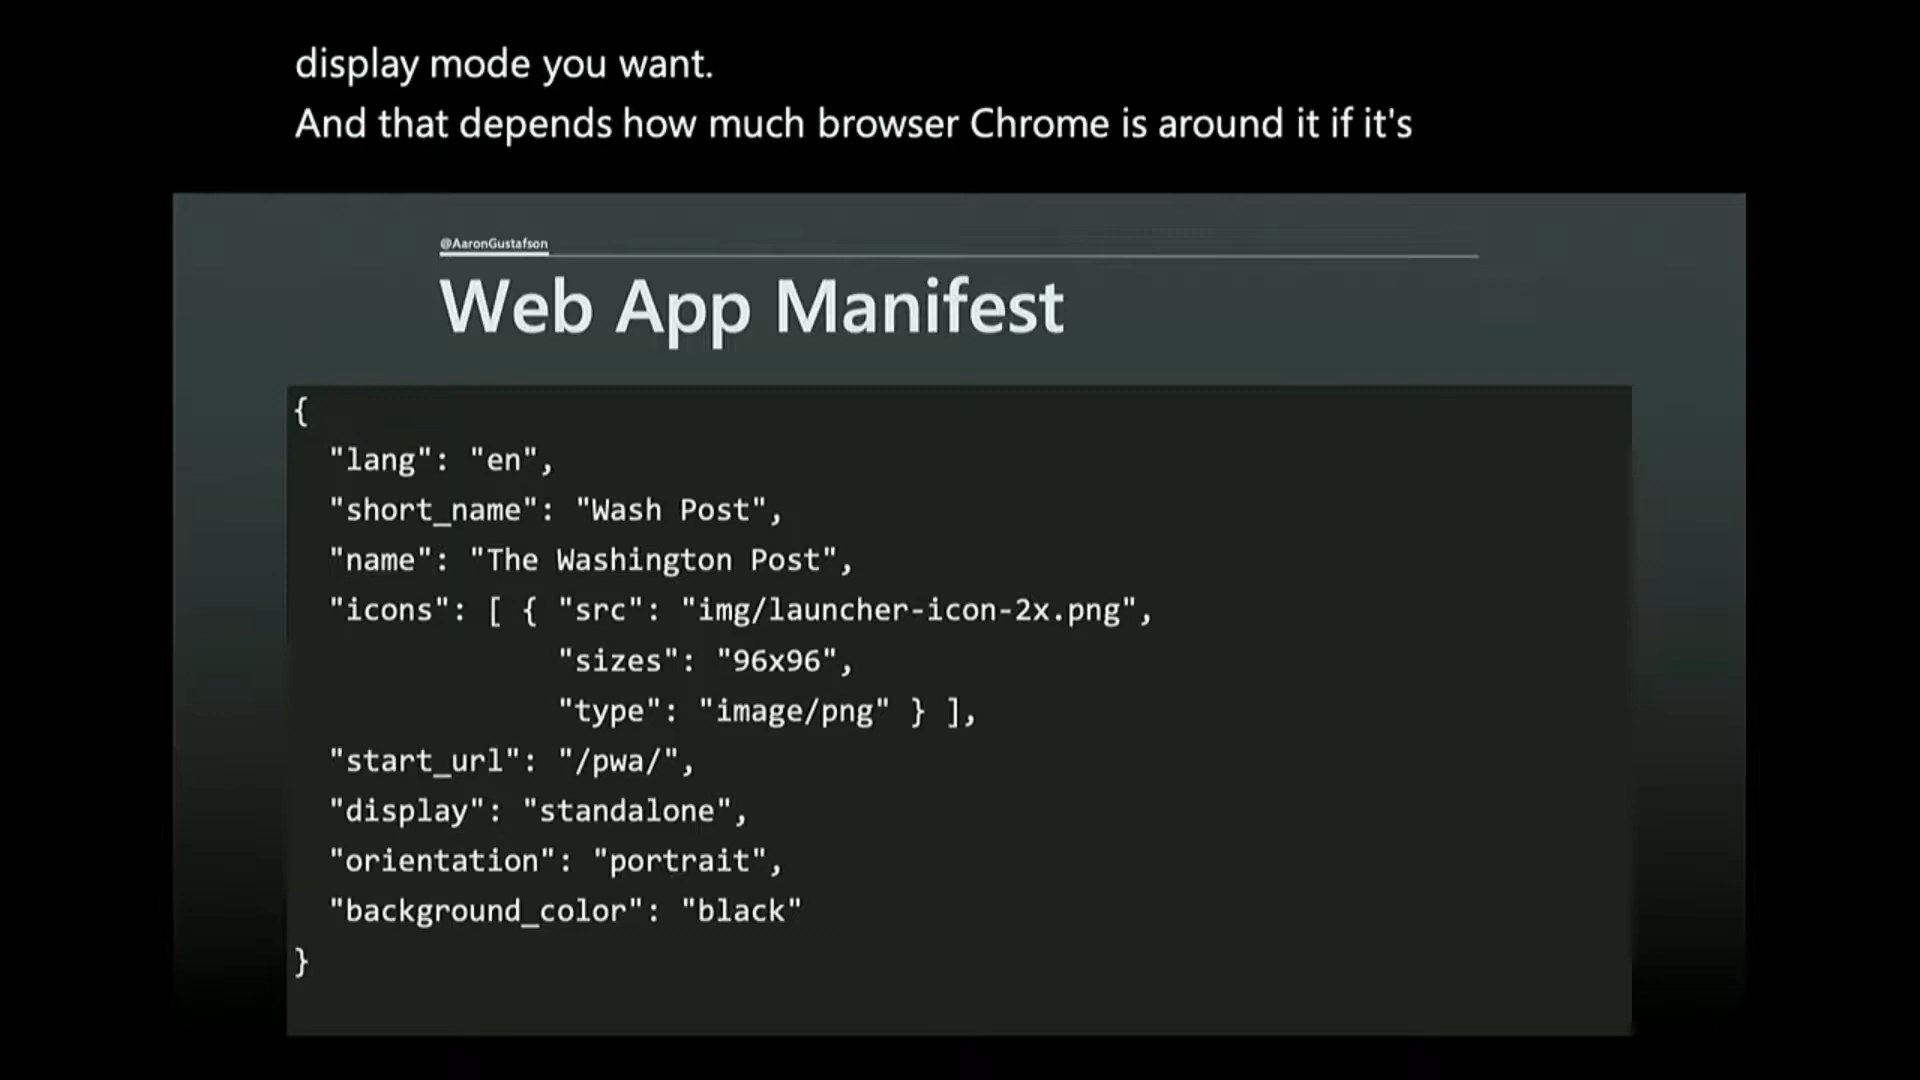 display mode you want.
And that depends how much browser Chrome is around it if it's
@AaronGustafson
Web App Manifest
{
"lang": "en",
"short_name": "Wash Post",
"name": "The Washington Post",
"icons": [ { "src": "img/launcher-icon-2x.png",
"sizes": "96x96",
"type": "image/png" } ],
"start_url": "/pwa/",
"display": "standalone",
"orientation": "portrait",
"background_color": "black"
}